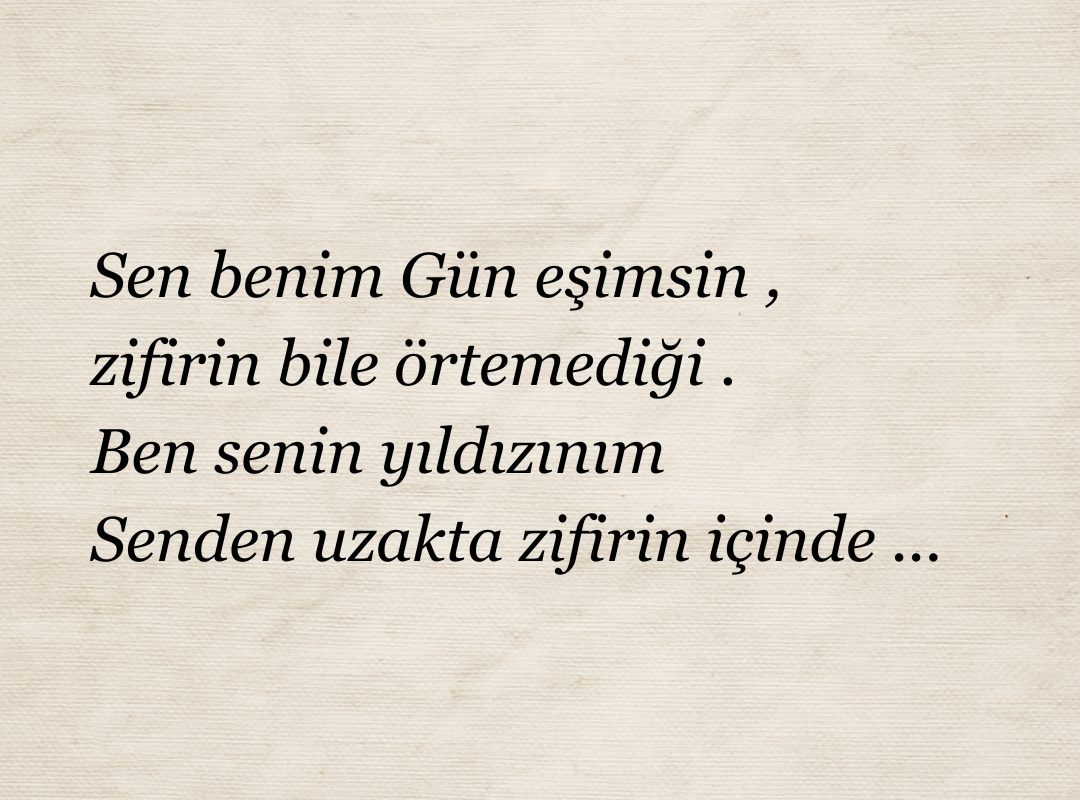 Sen benim Gün eşimsin ,
zifirin bile örtemediği .
Ben senin yıldızınım
Senden uzakta zifirin içinde ...